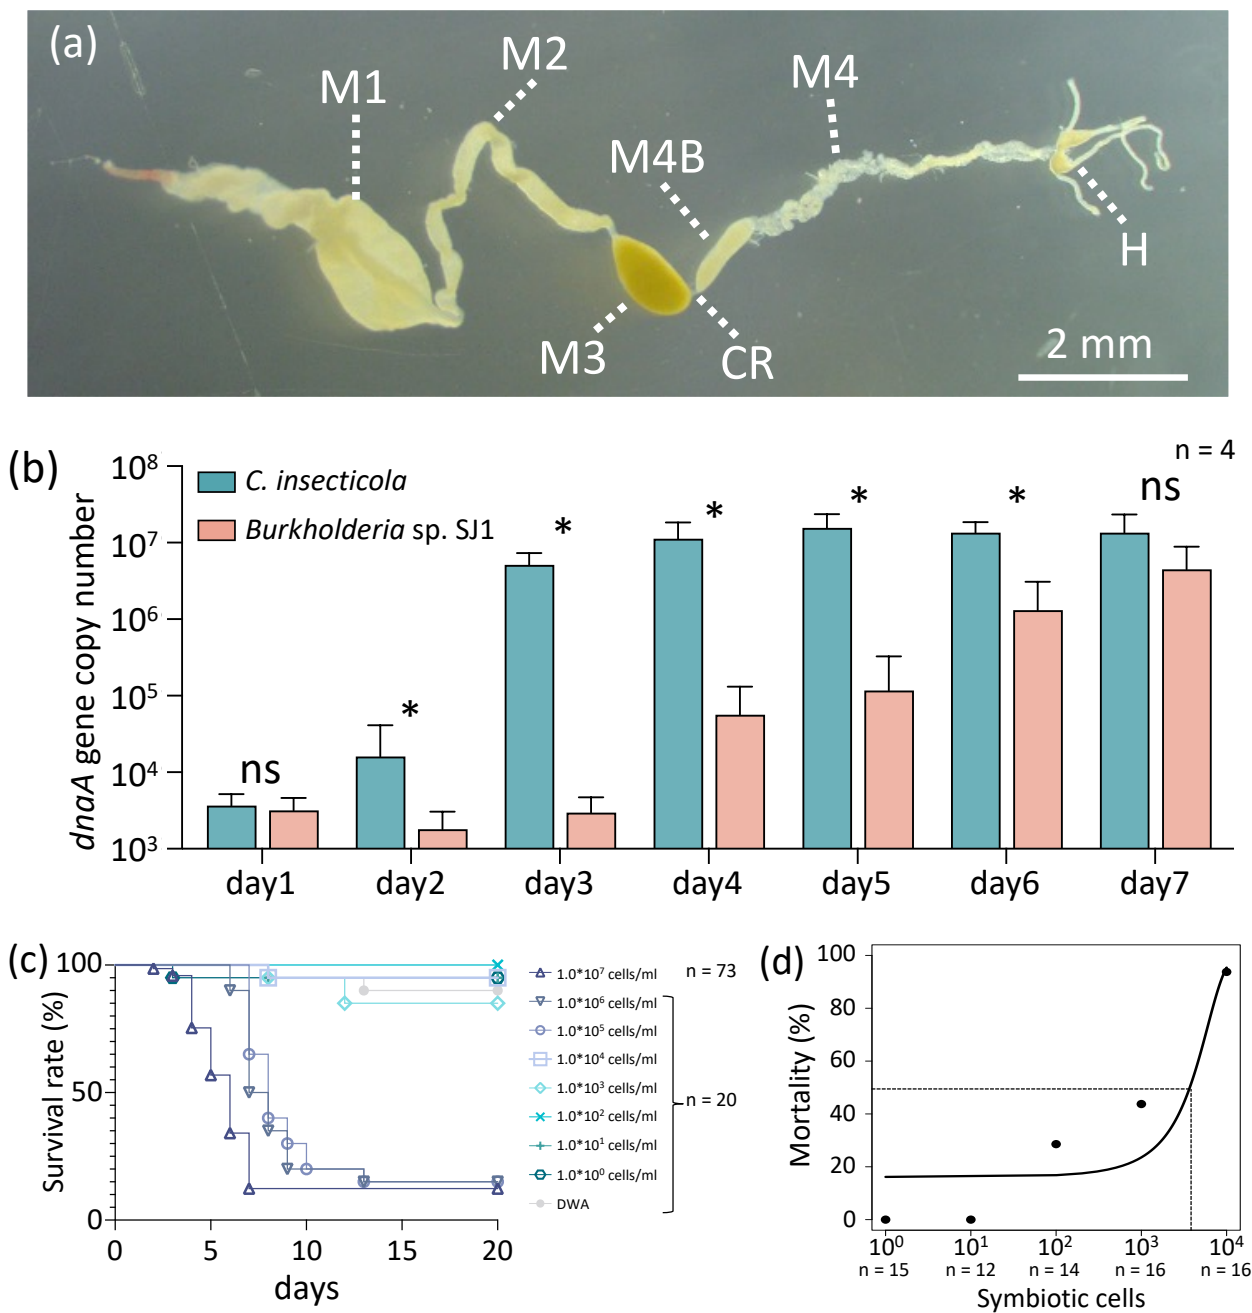 (a)
M1
M2
M4
M4B
H
M3
CR
2 mm
(b)
n = 4
dnaA gene copy number
10⁸
10⁷
10⁶
10⁵
10⁴
10³
C. insecticola
Burkholderia sp. SJ1
ns
*
*
*
*
*
ns
day1 day2 day3 day4 day5 day6 day7
(c)
Survival rate (%)
100
50
0
0 5 10 15 20
days
1.0*10⁷ cells/ml n = 73
1.0*10⁶ cells/ml
1.0*10⁵ cells/ml
1.0*10⁴ cells/ml
1.0*10³ cells/ml
n = 20
1.0*10² cells/ml
1.0*10¹ cells/ml
1.0*10⁰ cells/ml
DWA
(d)
Mortality (%)
100
80
60
40
20
0
10⁰ 10¹ 10² 10³ 10⁴
n = 15 n = 12 n = 14 n = 16 n = 16
Symbiotic cells